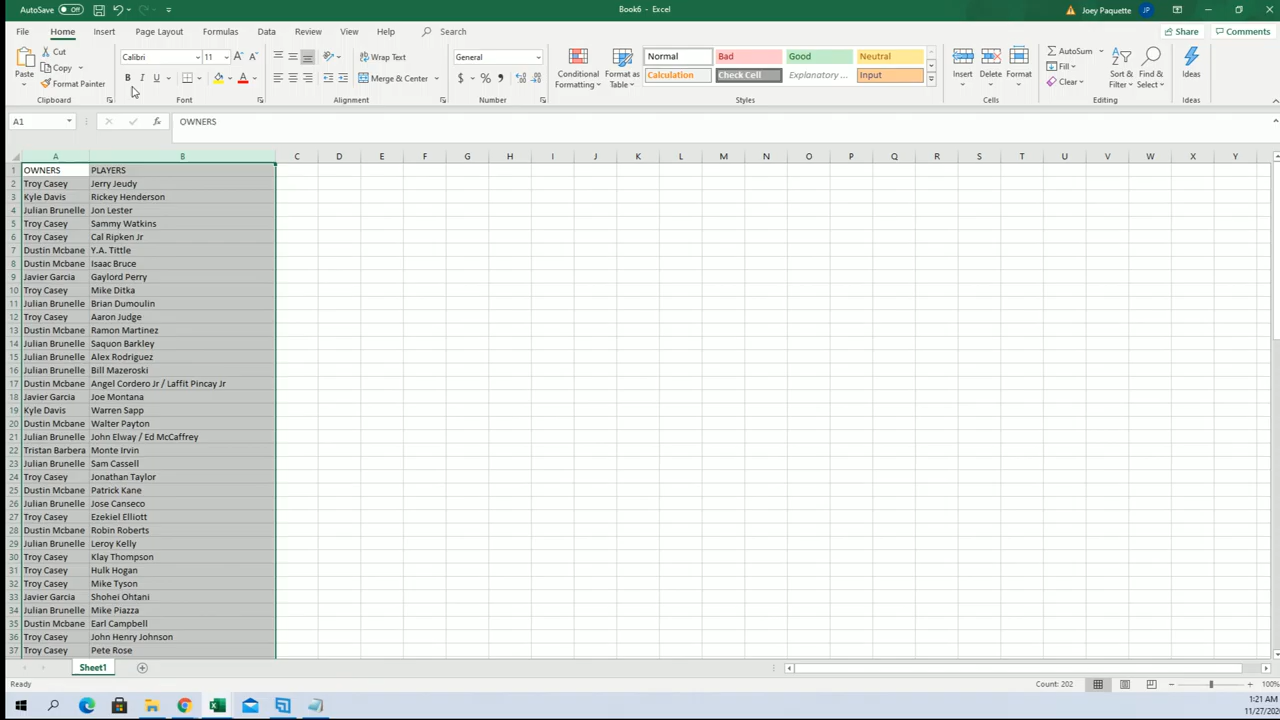 AutoSave Off
Book6 - Excel
Joey Paquette JP
File Home Insert Page Layout Formulas Data Review View Help Search
Share Comments
Paste
Cut
Copy
Format Painter
Clipboard
Calibri 11
B I U
Font
Wrap Text
Merge & Center
Alignment
General
$ % ,
Number
Conditional Formatting
Format as Table
Normal Bad Good Neutral
Calculation Check Cell Explanatory ... Input
Styles
Insert Delete Format
Cells
AutoSum
Fill
Clear
Sort & Filter
Find & Select
Editing
Ideas
Ideas
A1 fx OWNERS
A B C D E F G H I J K L M N O P Q R S T U V W X Y
1 OWNERS PLAYERS
2 Troy Casey Jerry Jeudy
3 Kyle Davis Rickey Henderson
4 Julian Brunelle Jon Lester
5 Troy Casey Sammy Watkins
6 Troy Casey Cal Ripken Jr
7 Dustin Mcbane Y.A. Tittle
8 Dustin Mcbane Isaac Bruce
9 Javier Garcia Gaylord Perry
10 Troy Casey Mike Ditka
11 Julian Brunelle Brian Dumoulin
12 Troy Casey Aaron Judge
13 Dustin Mcbane Ramon Martinez
14 Julian Brunelle Saquon Barkley
15 Julian Brunelle Alex Rodriguez
16 Julian Brunelle Bill Mazeroski
17 Dustin Mcbane Angel Cordero Jr / Laffit Pincay Jr
18 Javier Garcia Joe Montana
19 Kyle Davis Warren Sapp
20 Dustin Mcbane Walter Payton
21 Julian Brunelle John Elway / Ed McCaffrey
22 Tristan Barbera Monte Irvin
23 Julian Brunelle Sam Cassell
24 Troy Casey Jonathan Taylor
25 Dustin Mcbane Patrick Kane
26 Julian Brunelle Jose Canseco
27 Troy Casey Ezekiel Elliott
28 Dustin Mcbane Robin Roberts
29 Julian Brunelle Leroy Kelly
30 Troy Casey Klay Thompson
31 Troy Casey Hulk Hogan
32 Troy Casey Mike Tyson
33 Javier Garcia Shohei Ohtani
34 Julian Brunelle Mike Piazza
35 Dustin Mcbane Earl Campbell
36 Troy Casey John Henry Johnson
37 Troy Casey Pete Rose
Sheet1
Ready
Count: 202
100%
1:21 AM
11/27/20